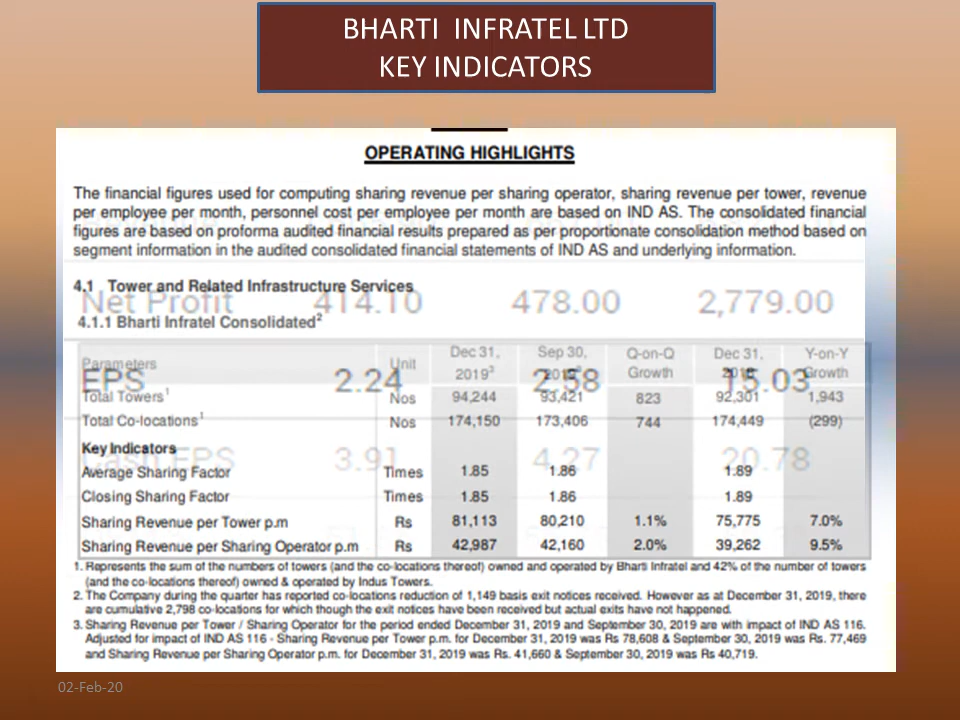 BHARTI INFRATEL LTD
KEY INDICATORS
OPERATING HIGHLIGHTS
The financial figures used for computing sharing revenue per sharing operator, sharing revenue per tower, revenue
per employee per month, personnel cost per employee per month are based on IND AS. The consolidated financial
figures are based on proforma audited financial results prepared as per proportionate consolidation method based on
segment information in the audited consolidated financial statements of IND AS and underlying information.
4.1 Tower and Related Infrastructure Services
Net Profit 414.10 478.00 2,779.00
4.1.1 Bharti Infratel Consolidated2
Parameters Unit Dec 31, 20193 Sep 30, Q-on-Q Growth Dec 31, 2018 Y-on-Y Growth
EPS 2.24 2.58 15.03
Total Towers1 Nos 94,244 93,421 823 92,301 1,943
Total Co-locations1 Nos 174,150 173,406 744 174,449 (299)
Key Indicators
Cash EPS 3.91 4.27 20.78
Average Sharing Factor Times 1.85 1.86 1.89
Closing Sharing Factor Times 1.85 1.86 1.89
Sharing Revenue per Tower p.m Rs 81,113 80,210 1.1% 75,775 7.0%
Sharing Revenue per Sharing Operator p.m Rs 42,987 42,160 2.0% 39,262 9.5%
1. Represents the sum of the numbers of towers (and the co-locations thereof) owned and operated by Bharti Infratel and 42% of the number of towers
(and the co-locations thereof) owned & operated by Indus Towers.
2. The Company during the quarter has reported co-locations reduction of 1,149 basis exit notices received. However as at December 31, 2019, there
are cumulative 2,798 co-locations for which though the exit notices have been received but actual exits have not happened.
3. Sharing Revenue per Tower / Sharing Operator for the period ended December 31, 2019 and September 30, 2019 are with impact of IND AS 116.
Adjusted for impact of IND AS 116 - Sharing Revenue per Tower p.m. for December 31, 2019 was Rs 78,608 & September 30, 2019 was Rs. 77,469
and Sharing Revenue per Sharing Operator p.m. for December 31, 2019 was Rs. 41,660 & September 30, 2019 was Rs 40,719.
02-Feb-20